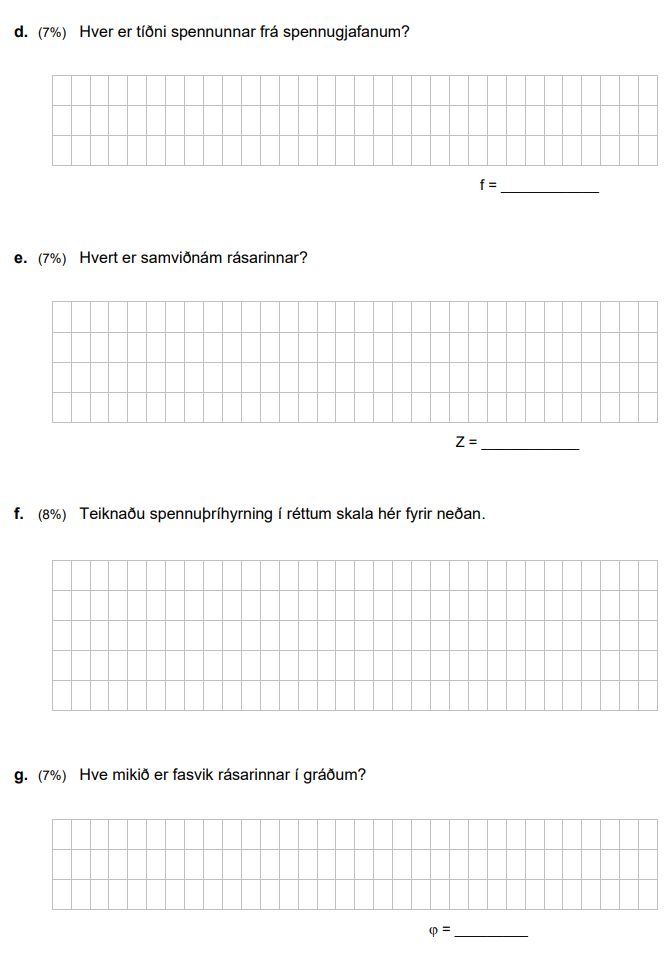 d. (7%) Hver er tíðni spennunnar frá spennugjafanum?
f = ____________
e. (7%) Hvert er samviðnám rásarinnar?
Z = ____________
f. (8%) Teiknaðu spennuþríhyrning í réttum skala hér fyrir neðan.
g. (7%) Hve mikið er fasvik rásarinnar í gráðum?
φ = _________